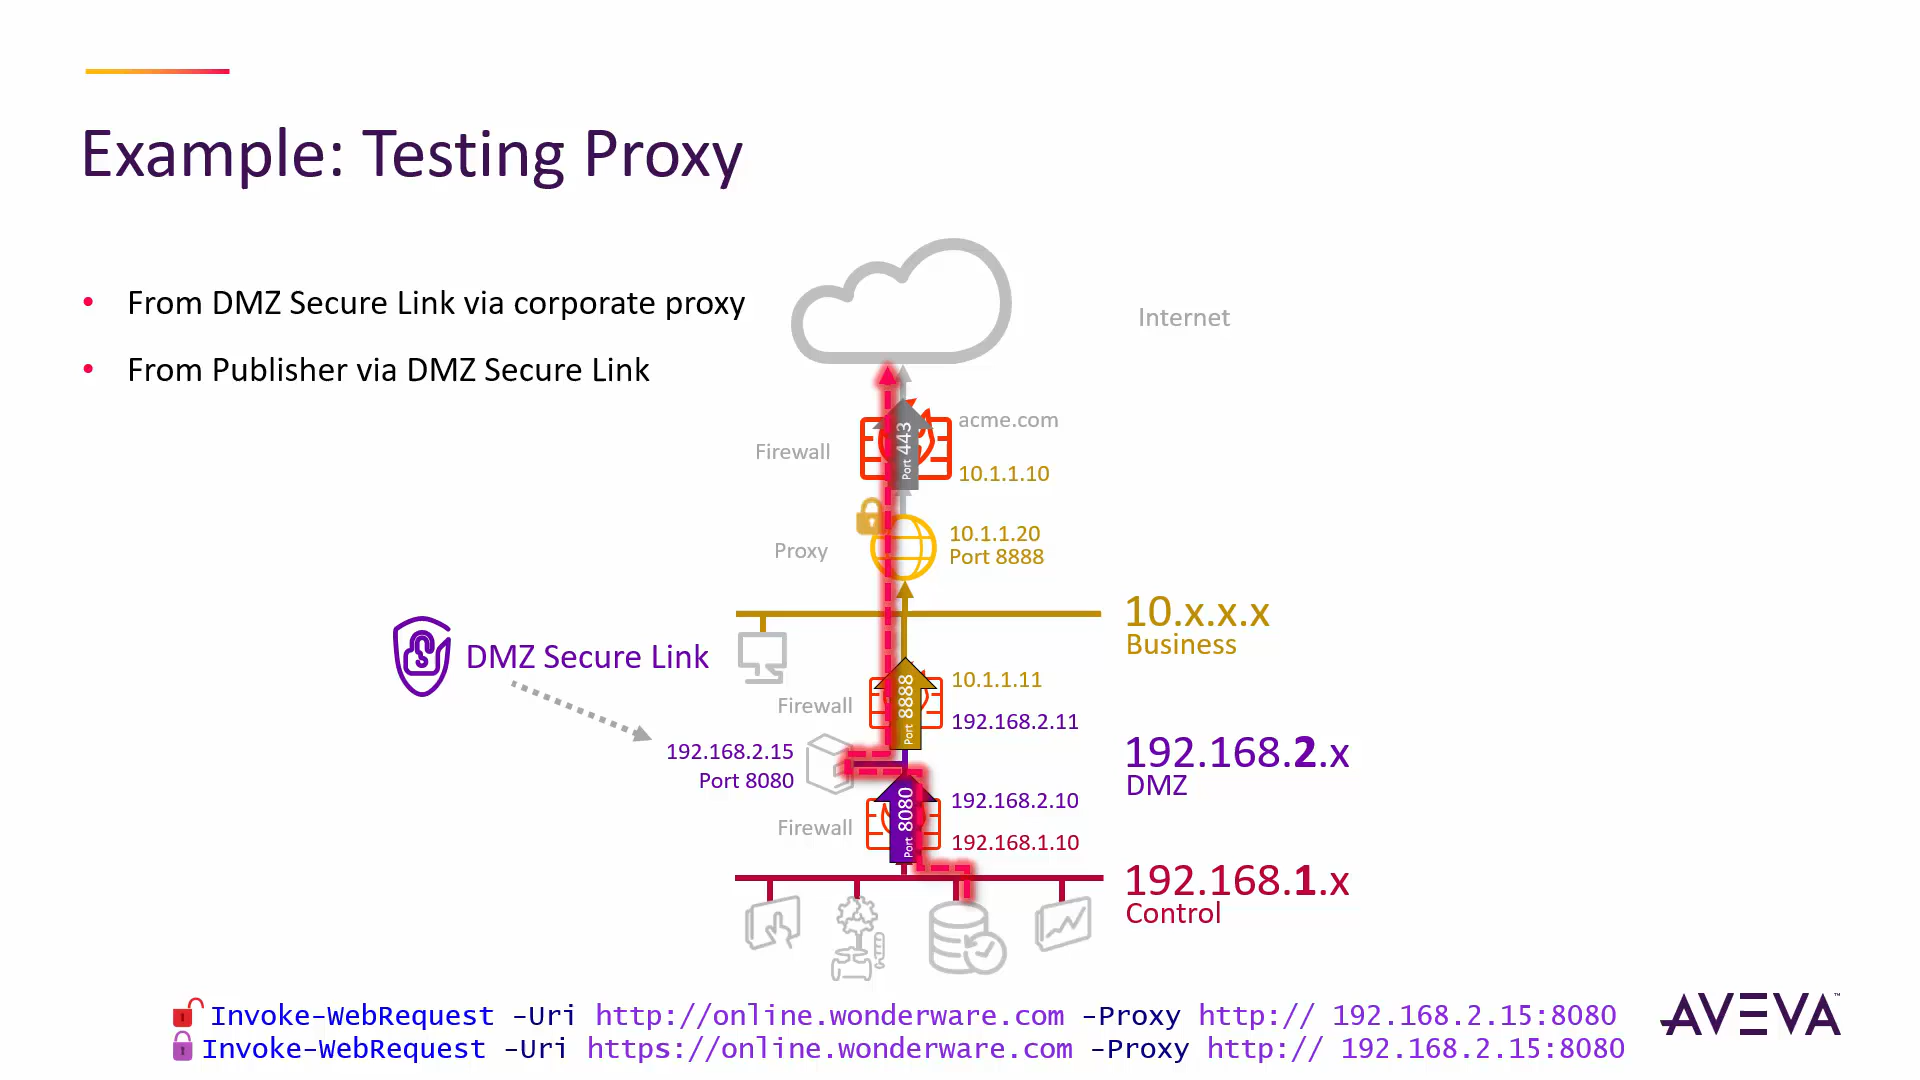 Example: Testing Proxy
• From DMZ Secure Link via corporate proxy
• From Publisher via DMZ Secure Link
Internet
acme.com
Firewall
Port 443
10.1.1.10
10.1.1.20
Proxy
Port 8888
10.x.x.x
Business
DMZ Secure Link
10.1.1.11
Firewall
Port 8888
192.168.2.11
192.168.2.15
Port 8080
192.168.2.x
DMZ
192.168.2.10
Firewall
Port 8080
192.168.1.10
192.168.1.x
Control
Invoke-WebRequest -Uri http://online.wonderware.com -Proxy http:// 192.168.2.15:8080
Invoke-WebRequest -Uri https://online.wonderware.com -Proxy http:// 192.168.2.15:8080
AVEVA™